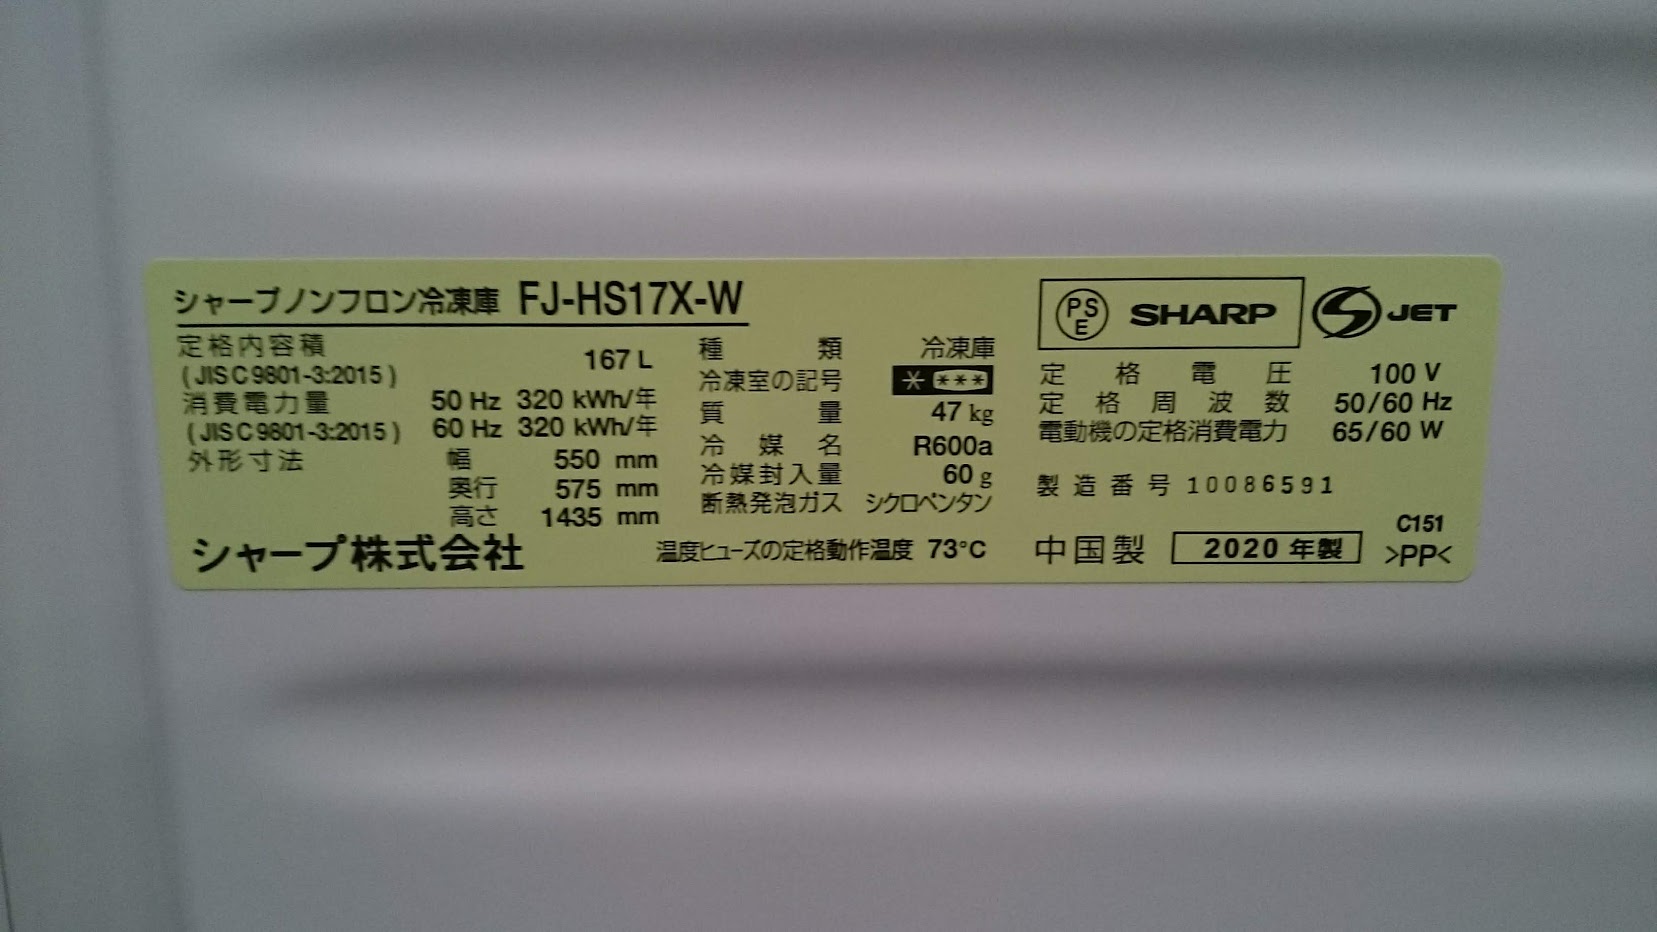 シャープノンフロン冷凍庫 FJ-HS17X-W
定格内容積 167 L
(JIS C 9801-3:2015)
消費電力量 50 Hz 320 kWh/年
(JIS C 9801-3:2015) 60 Hz 320 kWh/年
外形寸法 幅 550 mm
奥行 575 mm
高さ 1435 mm
シャープ株式会社
種類 冷凍庫
冷凍室の記号 * ***
質量 47 kg
冷媒名 R600a
冷媒封入量 60 g
断熱発泡ガス シクロペンタン
温度ヒューズの定格動作温度 73°C
PSE SHARP S JET
定格電圧 100 V
定格周波数 50/60 Hz
電動機の定格消費電力 65/60 W
製造番号 10086591
中国製 2020年製
C151
>PP<